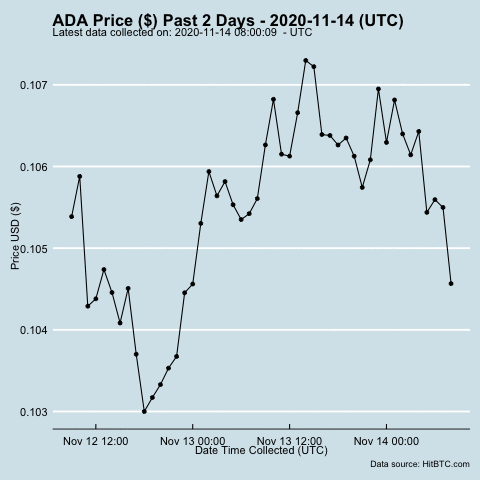 ADA Price ($) Past 2 Days - 2020-11-14 (UTC)
Latest data collected on: 2020-11-14 08:00:09 - UTC
0.107
0.106
0.105
0.104
0.103
Price USD ($)
Nov 12 12:00 Nov 13 00:00 Nov 13 12:00 Nov 14 00:00
Date Time Collected (UTC)
Data source: HitBTC.com